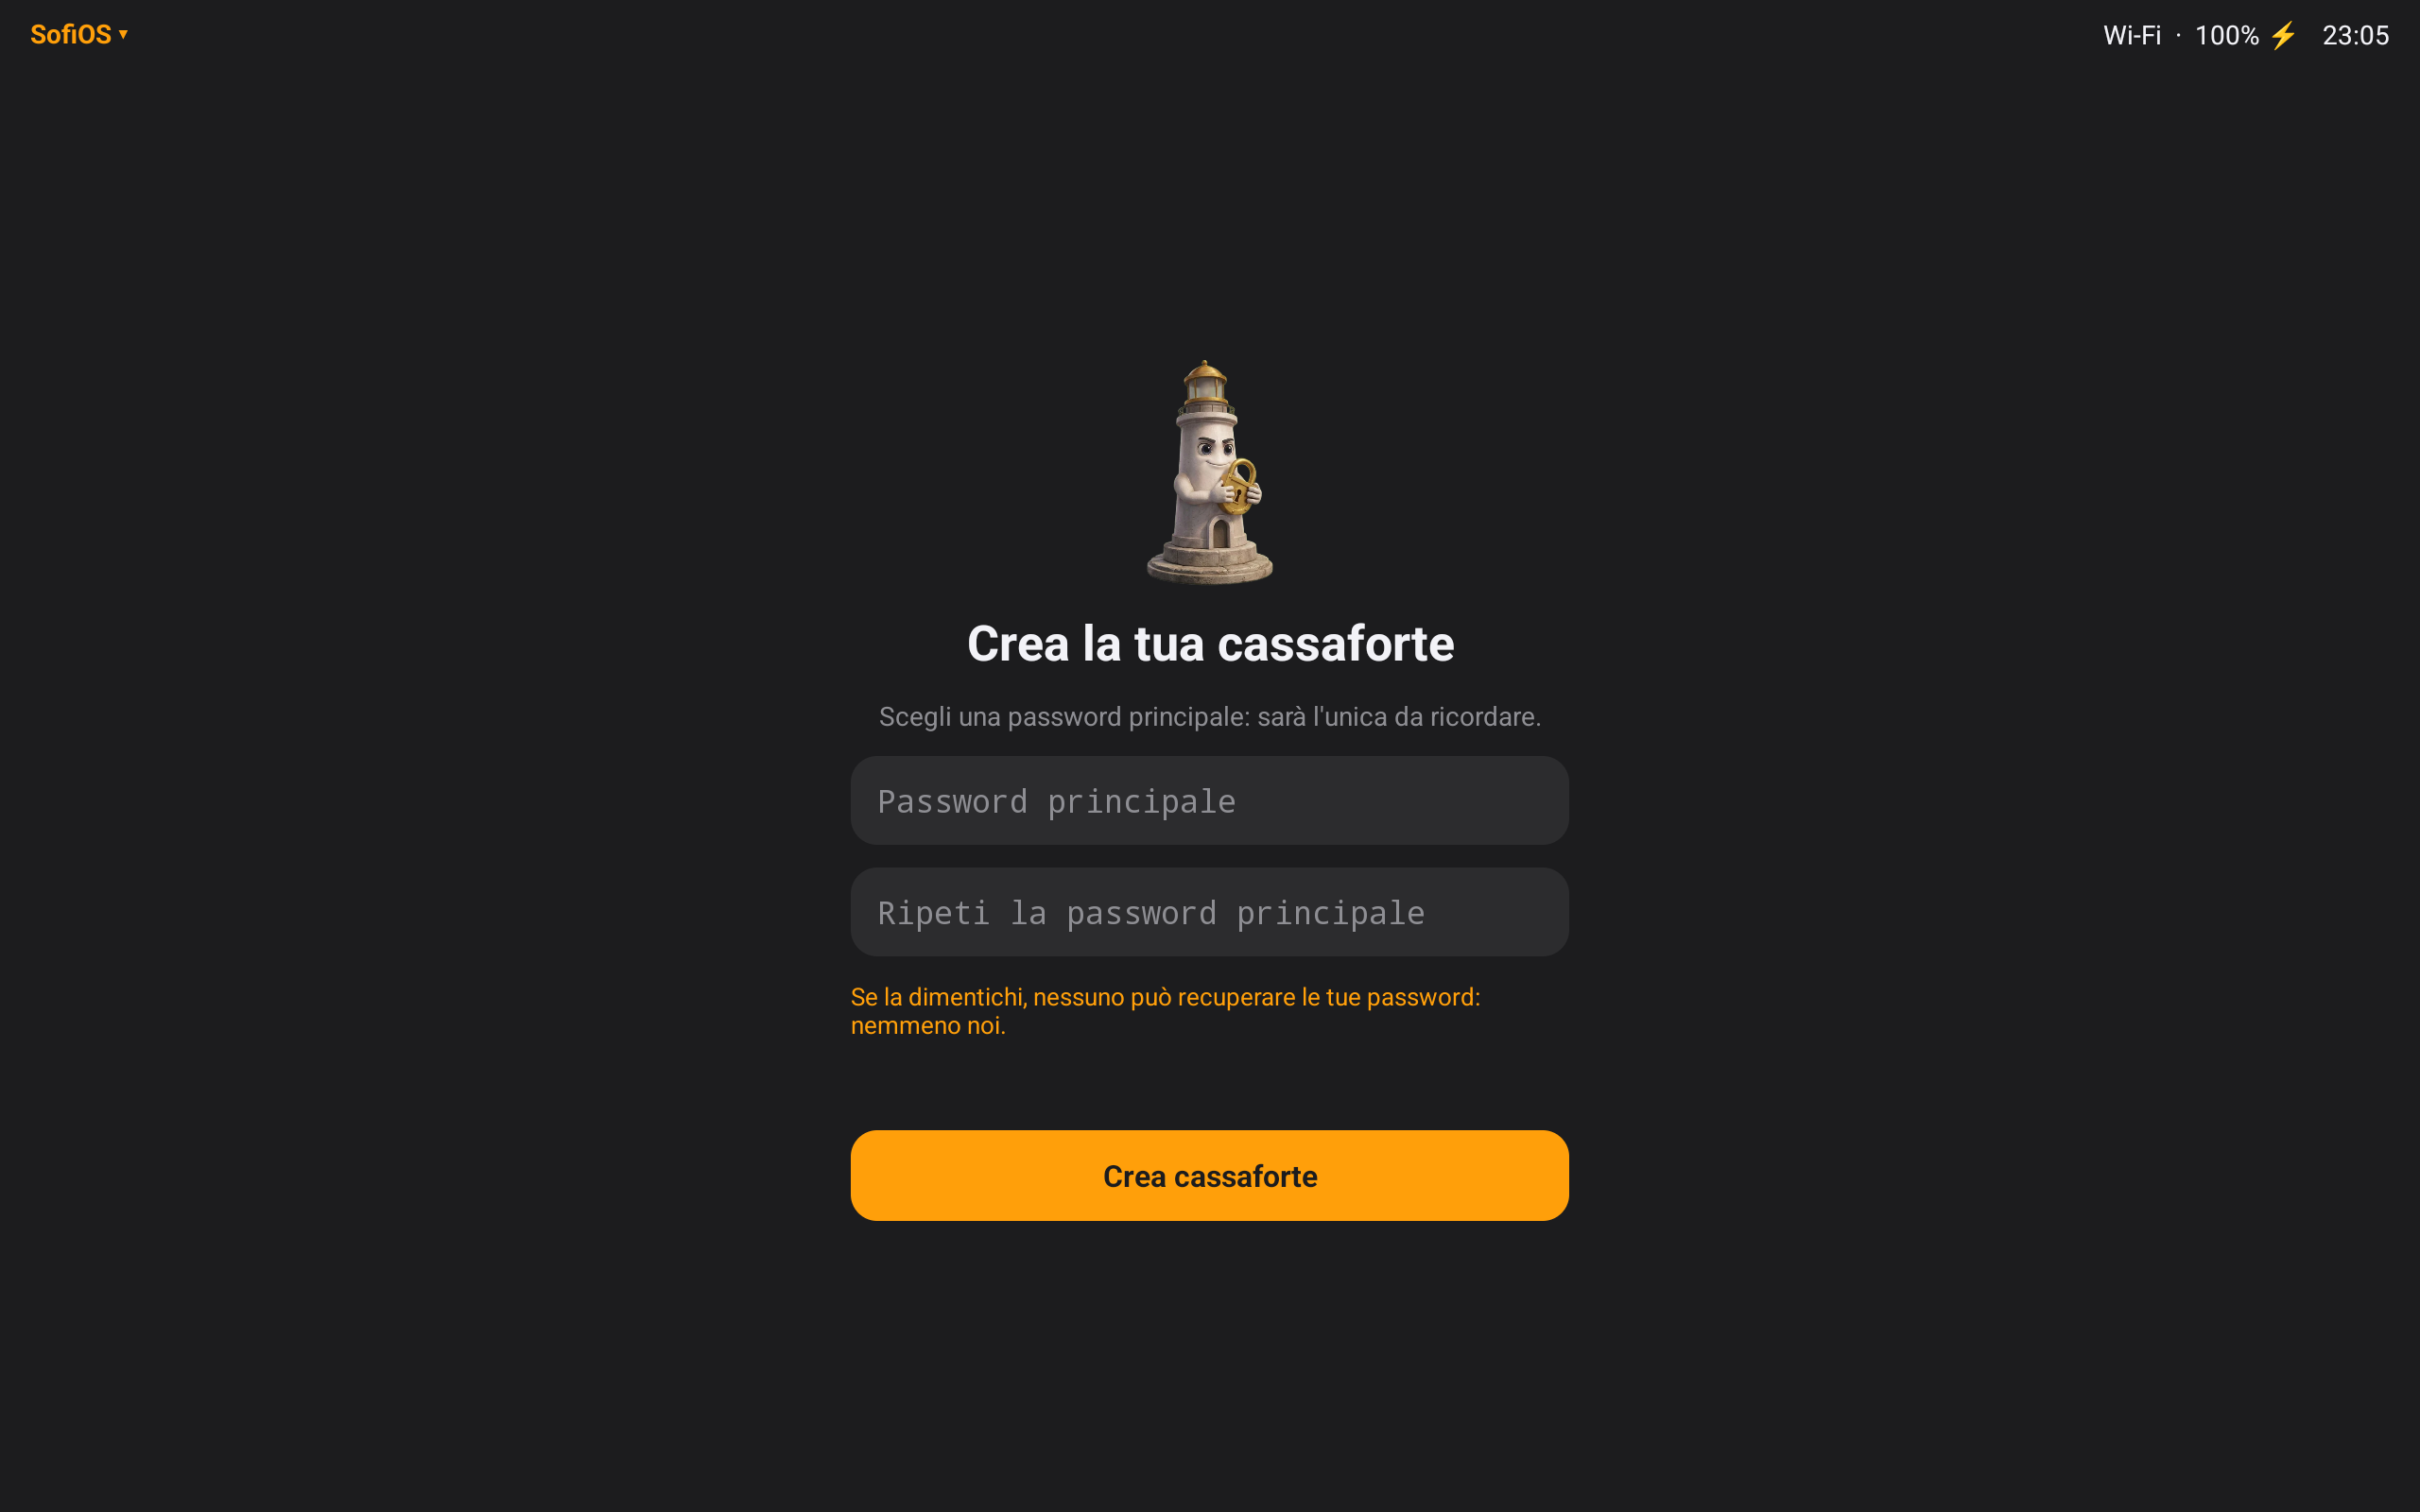 SofiOS ▾
Wi-Fi · 100% ⚡ 23:05
Crea la tua cassaforte
Scegli una password principale: sarà l'unica da ricordare.
Password principale
Ripeti la password principale
Se la dimentichi, nessuno può recuperare le tue password:
nemmeno noi.
Crea cassaforte